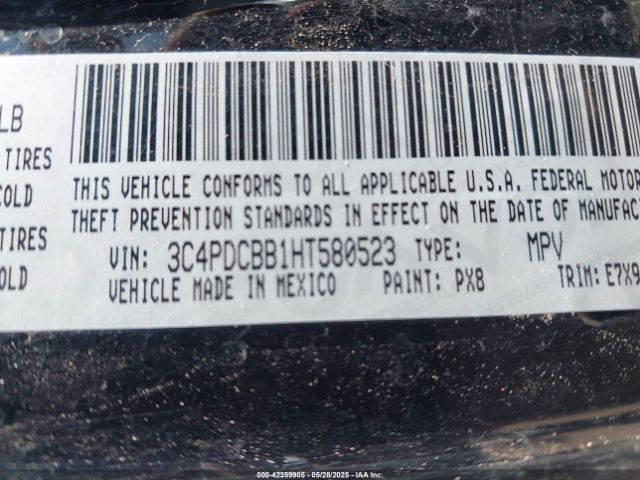 LB
TIRES
COLD
TIRES
COLD
THIS VEHICLE CONFORMS TO ALL APPLICABLE U.S.A. FEDERAL MOTOR
THEFT PREVENTION STANDARDS IN EFFECT ON THE DATE OF MANUFAC
VIN: 3C4PDCBB1HT580523 TYPE: MPV
VEHICLE MADE IN MEXICO PAINT: PX8 TRIM: E7X9
000-42359905 05/28/2025 IAA Inc.